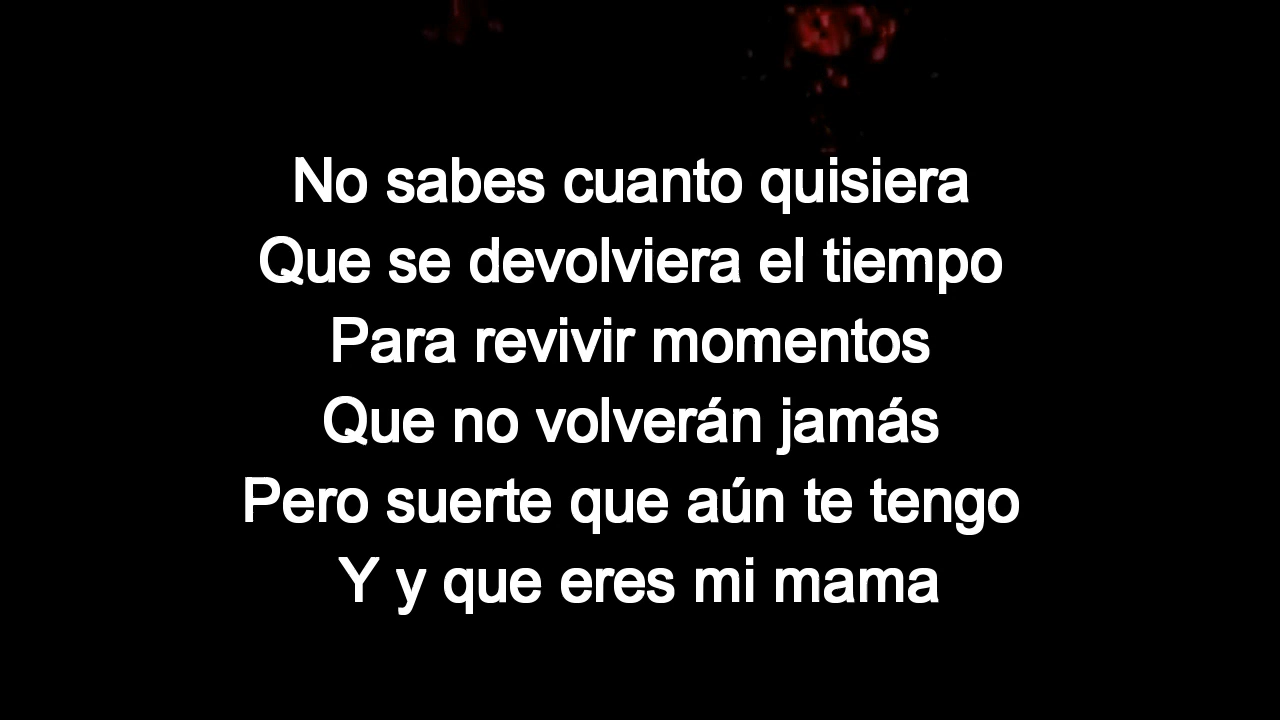 No sabes cuanto quisiera
Que se devolviera el tiempo
Para revivir momentos
Que no volverán jamás
Pero suerte que aún te tengo
Y y que eres mi mama